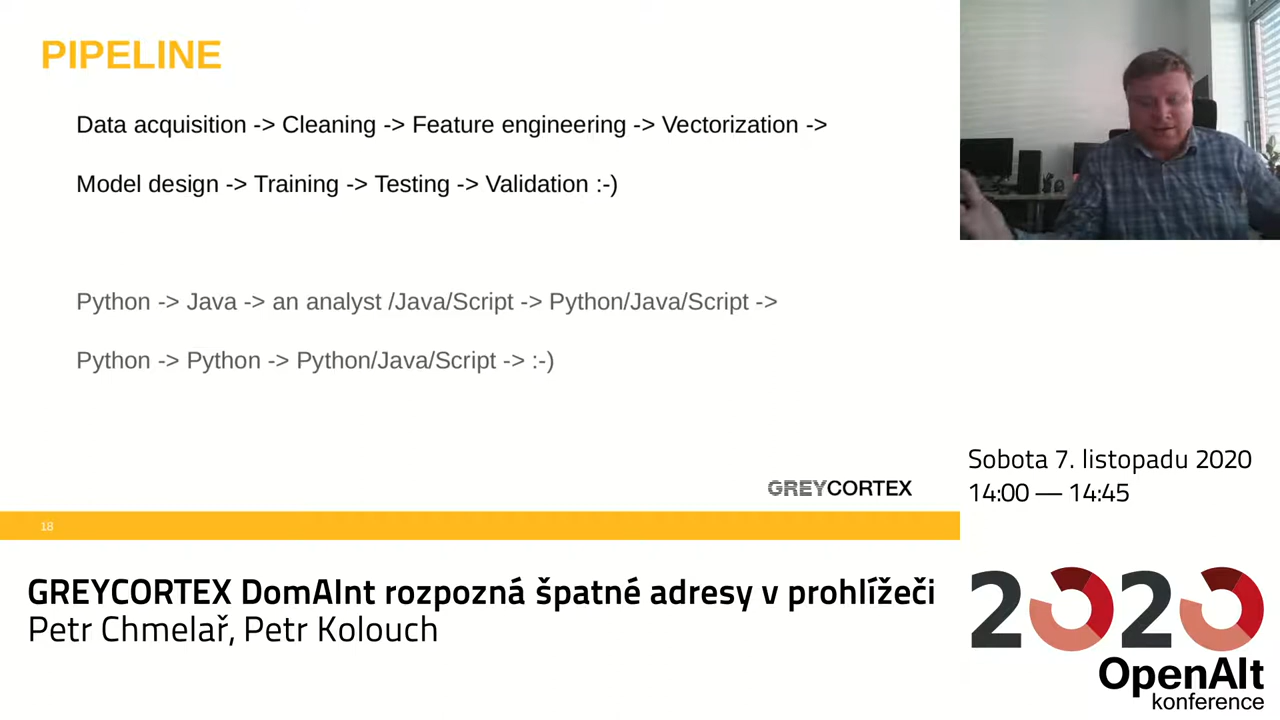 PIPELINE
Data acquisition -> Cleaning -> Feature engineering -> Vectorization ->
Model design -> Training -> Testing -> Validation :-)
Python -> Java -> an analyst /Java/Script -> Python/Java/Script ->
Python -> Python -> Python/Java/Script -> :-)
GREYCORTEX
18
Sobota 7. listopadu 2020
14:00 — 14:45
GREYCORTEX DomAInt rozpozná špatné adresy v prohlížeči
Petr Chmelař, Petr Kolouch
2020
OpenAlt
konference